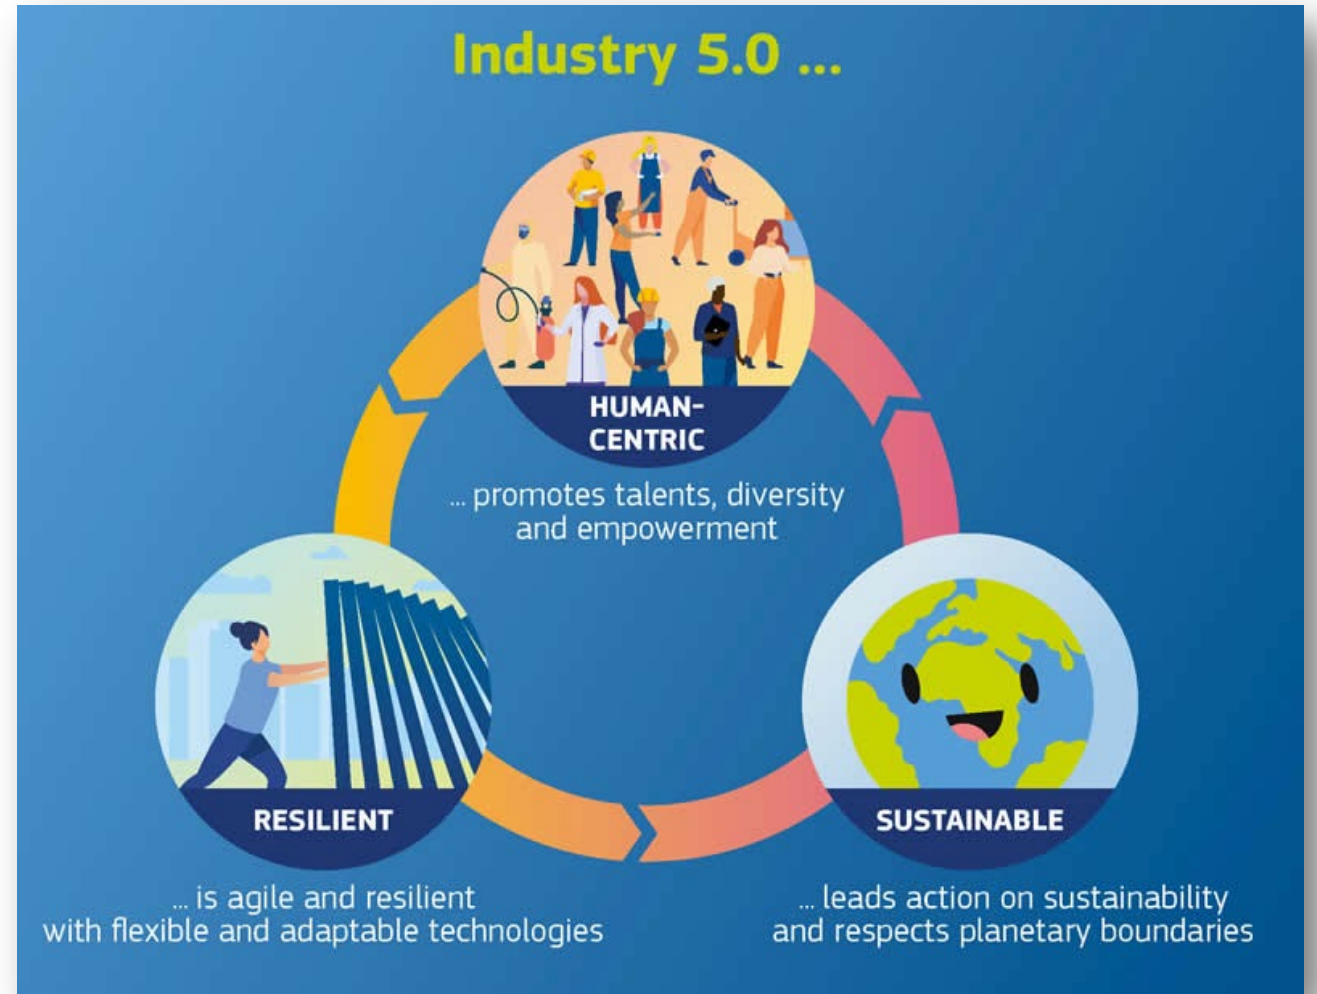 Industry 5.0 ...
HUMAN-
CENTRIC
... promotes talents, diversity
and empowerment
RESILIENT
... is agile and resilient
with flexible and adaptable technologies
SUSTAINABLE
... leads action on sustainability
and respects planetary boundaries